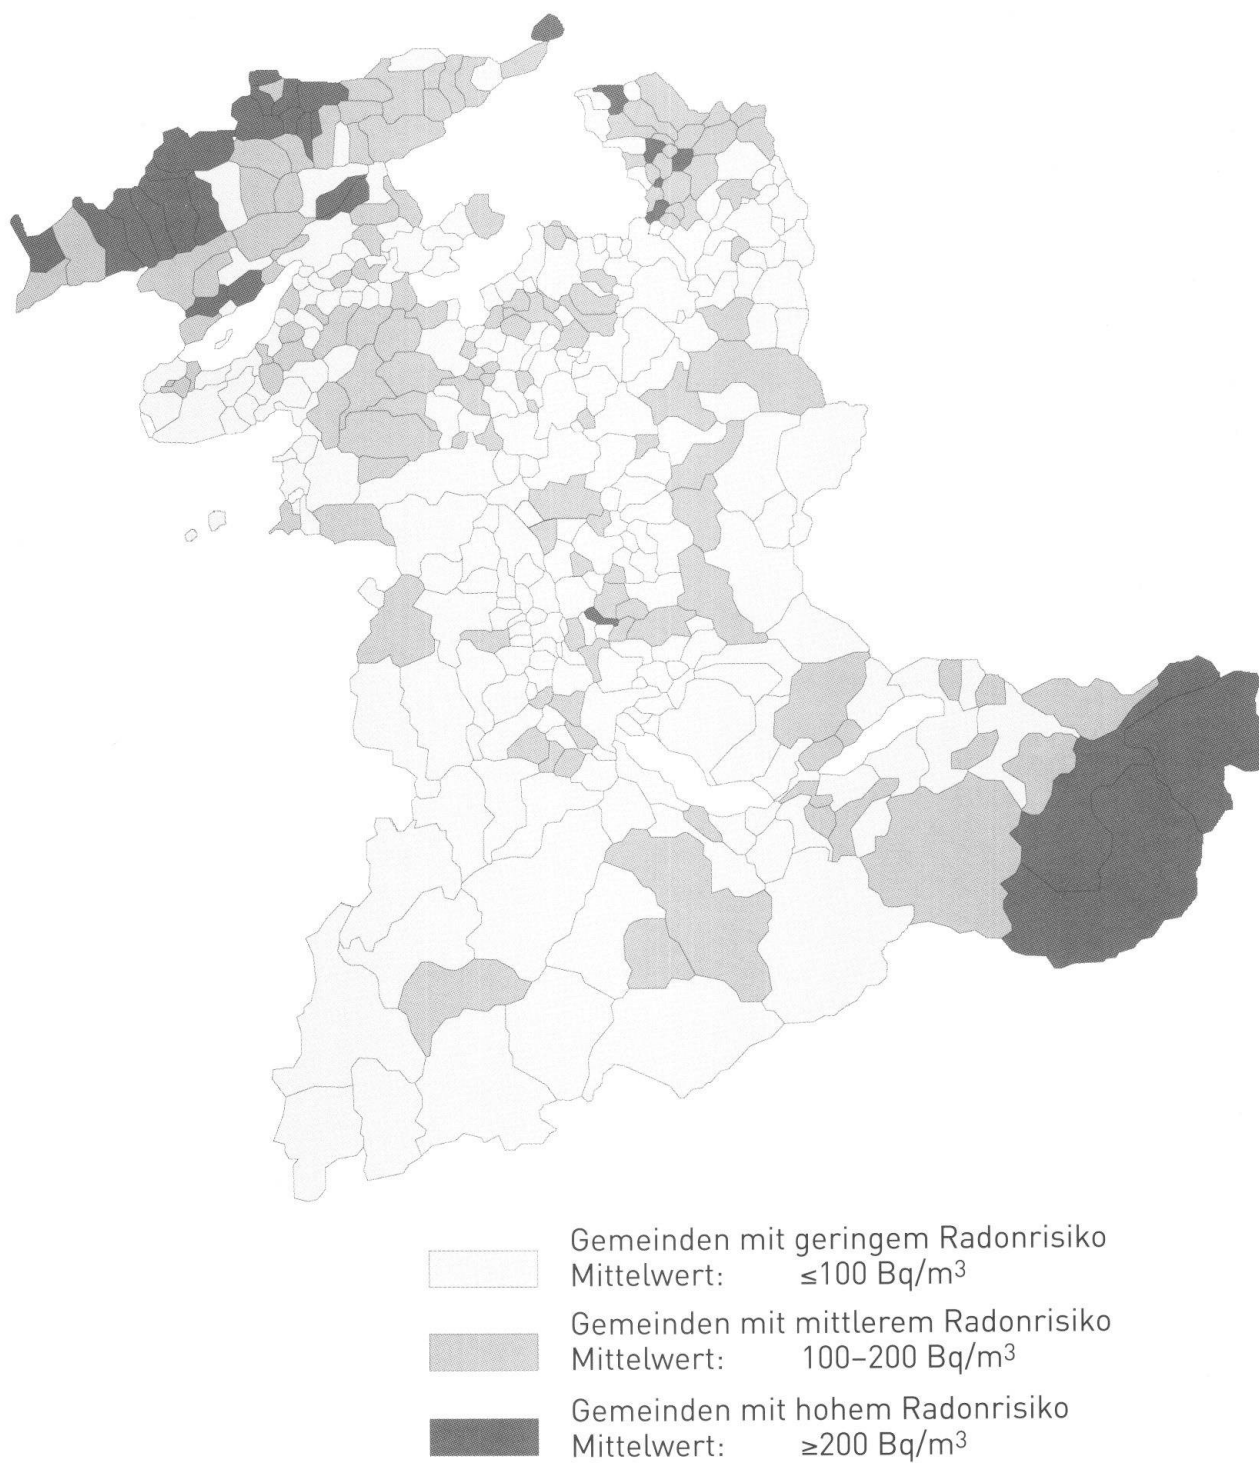 Gemeinden mit geringem Radonrisiko
Mittelwert: ≤100 Bq/m³
Gemeinden mit mittlerem Radonrisiko
Mittelwert: 100–200 Bq/m³
Gemeinden mit hohem Radonrisiko
Mittelwert: ≥200 Bq/m³